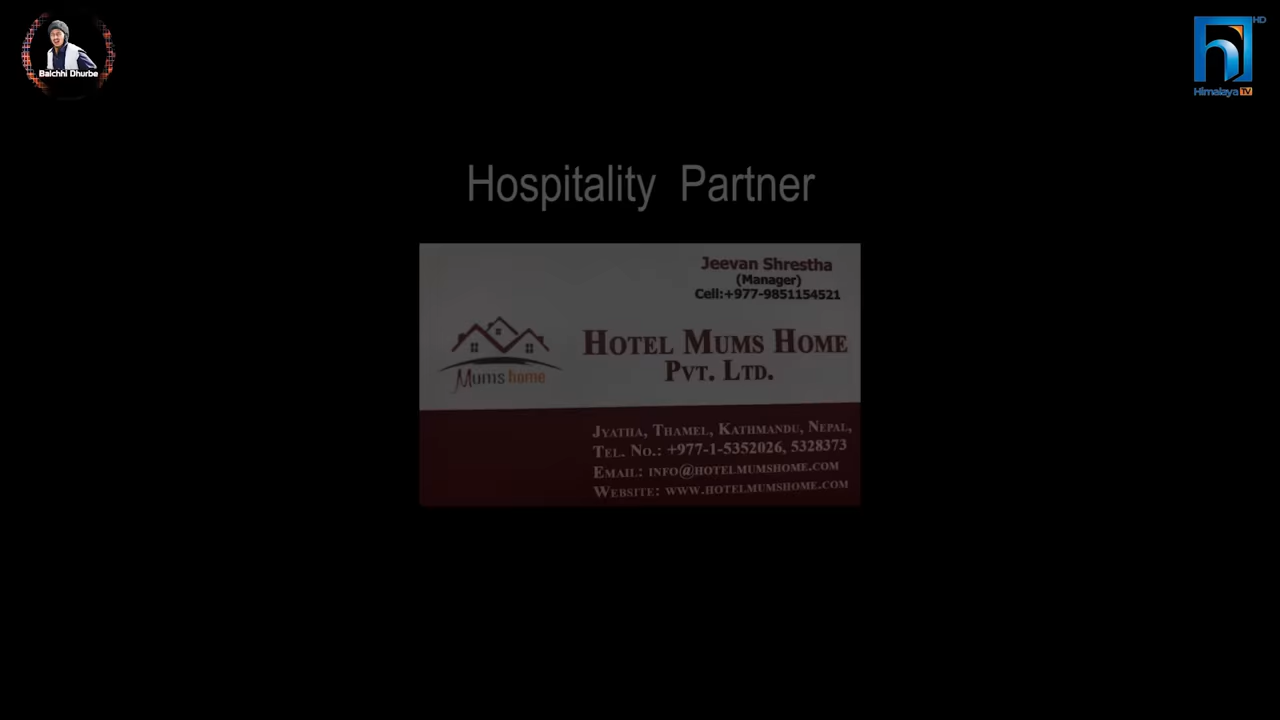 Baichhi Dhurbe
HD
Himalaya TV
Hospitality Partner
Jeevan Shrestha
(Manager)
Cell:+977-9851154521
Mums home
HOTEL MUMS HOME
PVT. LTD.
JYATHA, THAMEL, KATHMANDU, NEPAL,
TEL. NO.: +977-1-5352026, 5328373
EMAIL: INFO@HOTELMUMSHOME.COM
WEBSITE: WWW.HOTELMUMSHOME.COM